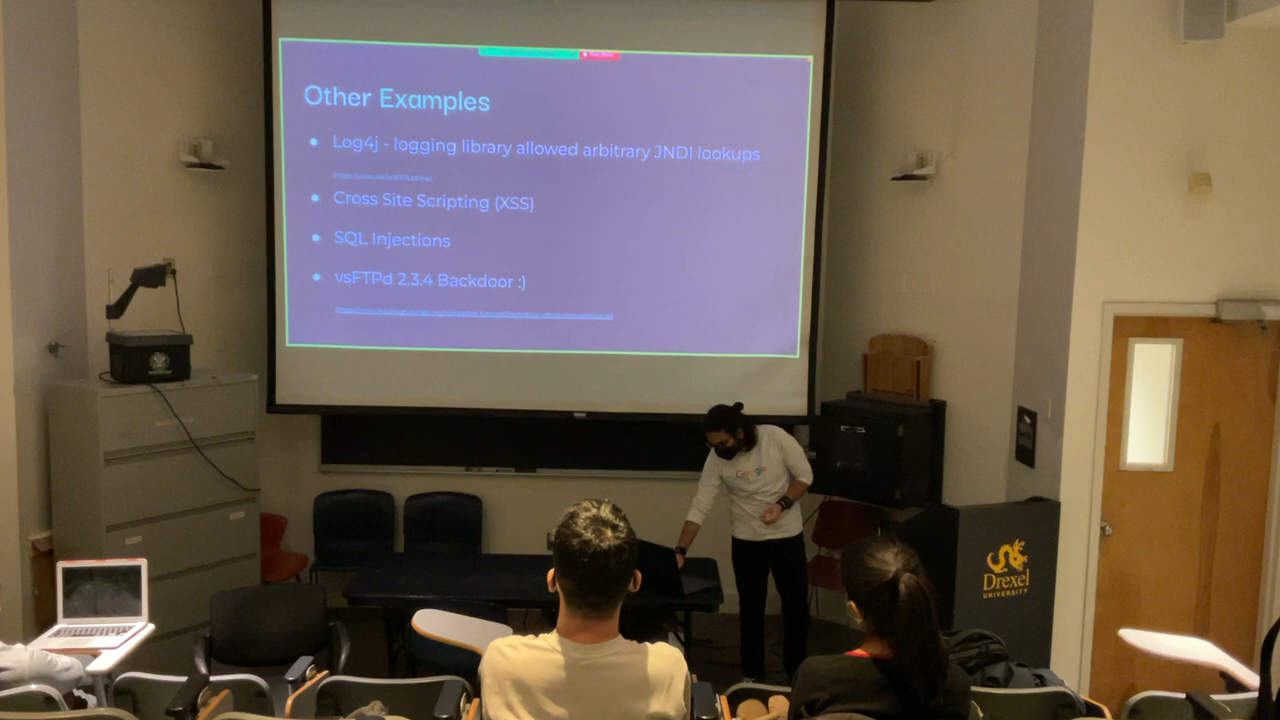 Other Examples
• Log4j - logging library allowed arbitrary JNDI lookups
• Cross Site Scripting (XSS)
• SQL Injections
• vsFTPd 2.3.4 Backdoor :)
Google
Drexel
UNIVERSITY